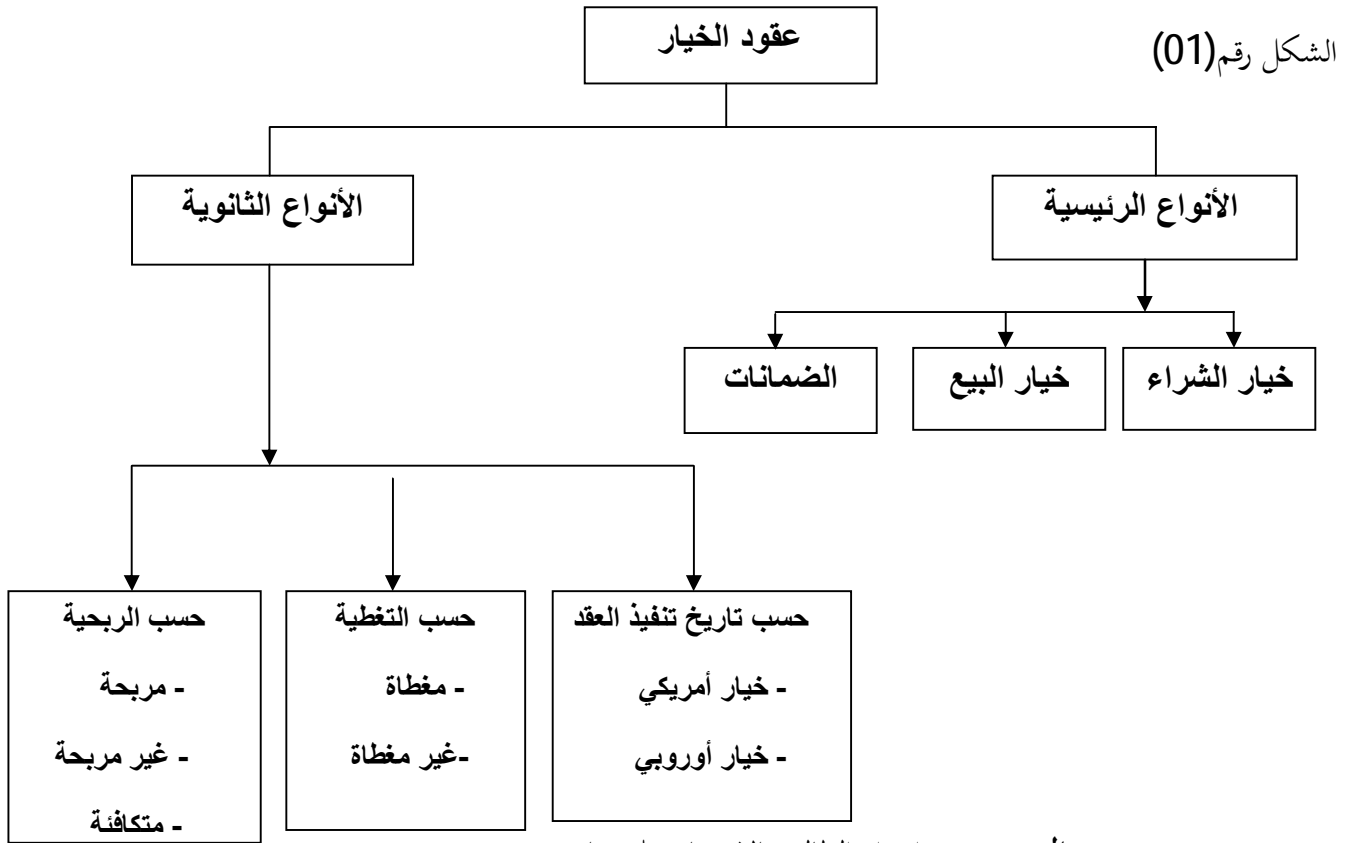 الشكل رقم(01)
عقود الخيار
الأنواع الرئيسية
الأنواع الثانوية
خيار الشراء
خيار البيع
الضمانات
حسب تاريخ تنفيذ العقد
- خيار أمريكي
- خيار أوروبي
حسب التغطية
- مغطاة
-غير مغطاة
حسب الربحية
- مربحة
- غير مربحة
- متكافئة